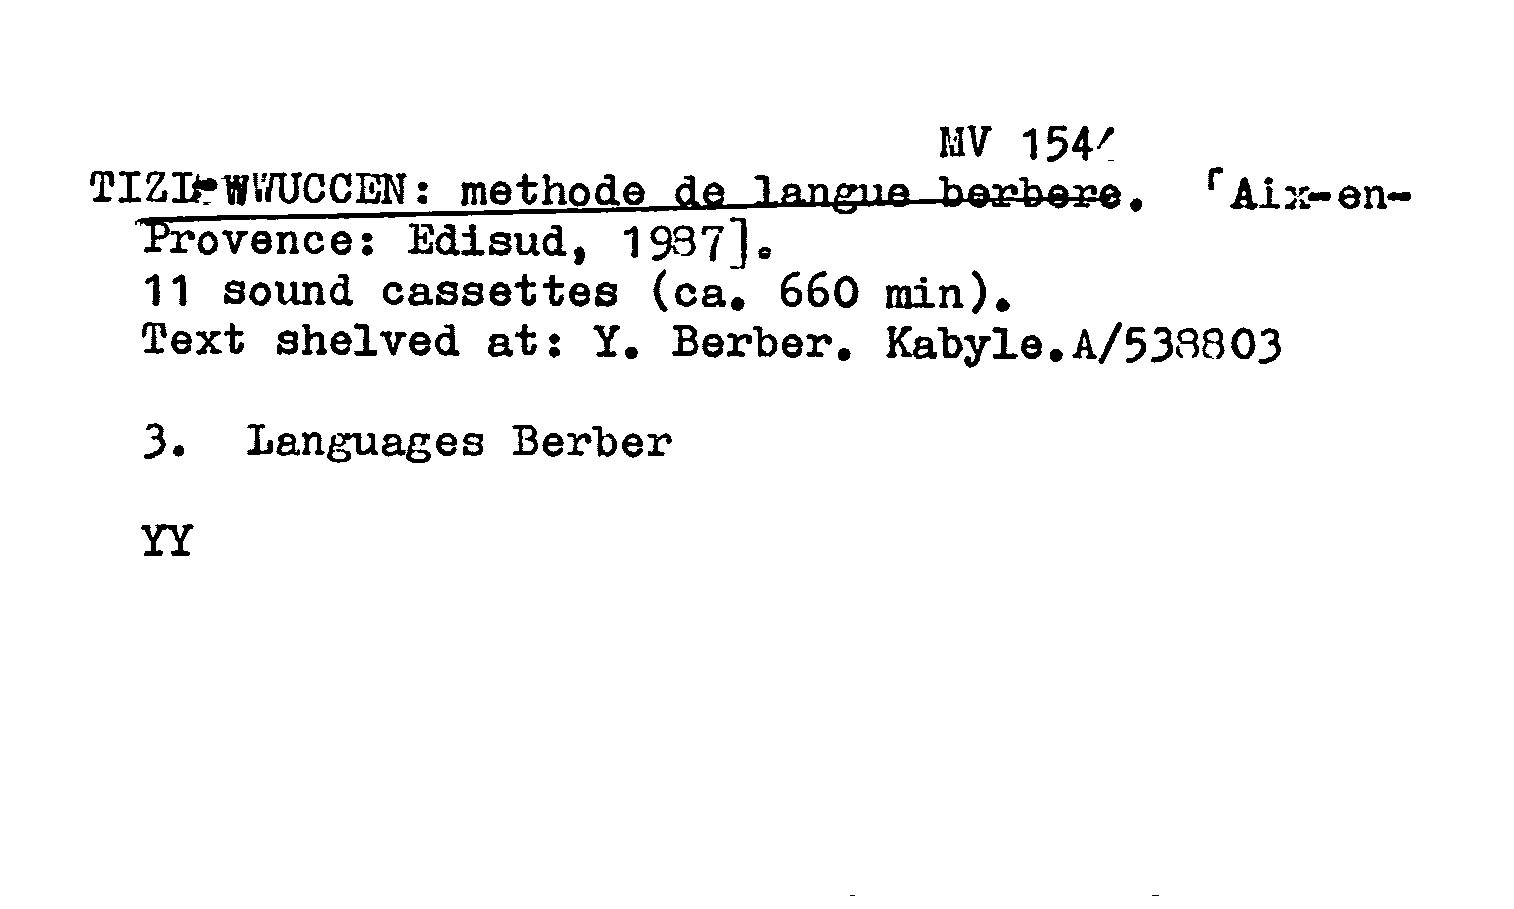 MV 154
TIZI-WWUCCEN: methode de langue berbere. [Aix-en-
Provence: Edisud, 1987].
11 sound cassettes (ca. 660 min).
Text shelved at: Y. Berber. Kabyle.A/538803
3. Languages Berber
YY